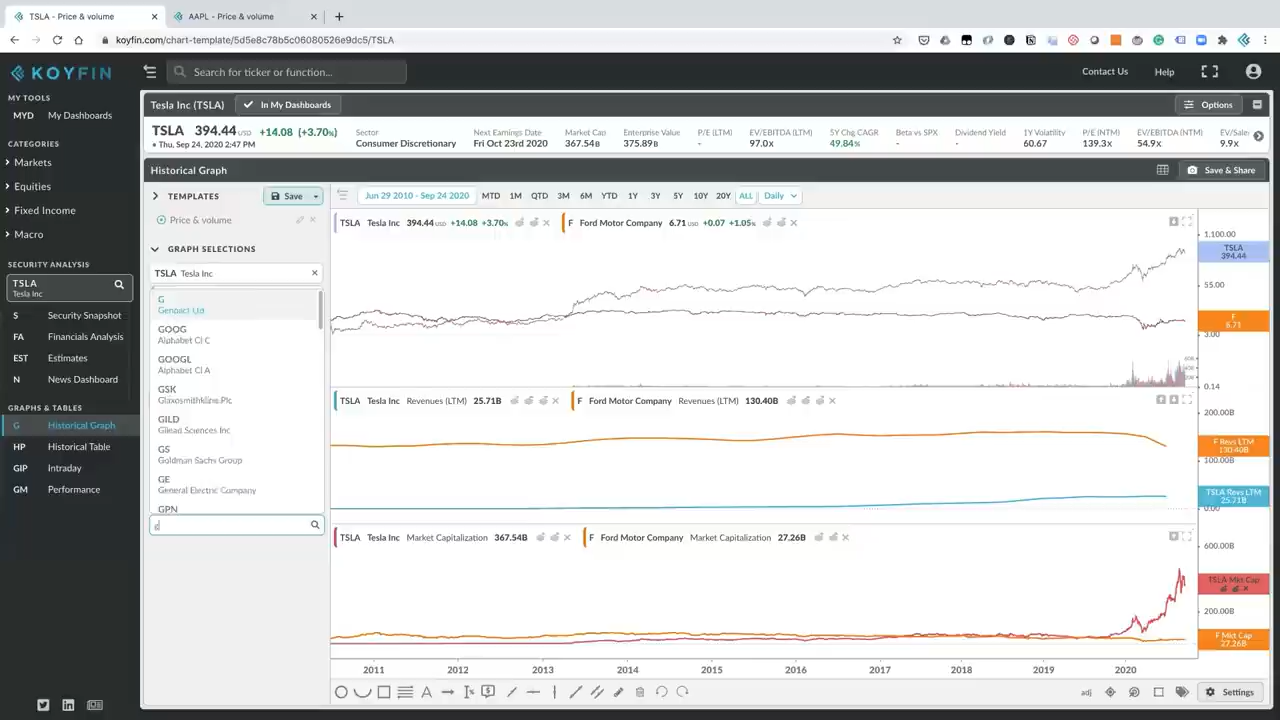 TSLA - Price & volume
AAPL - Price & volume
koyfin.com/chart-template/5d5e8c78b5c06080526e9dc5/TSLA
KOYFIN
Search for ticker or function...
Contact Us
Help
MY TOOLS
MYD My Dashboards
CATEGORIES
Markets
Equities
Fixed Income
Macro
SECURITY ANALYSIS
TSLA
Tesla Inc
S Security Snapshot
FA Financials Analysis
EST Estimates
N News Dashboard
GRAPHS & TABLES
G Historical Graph
HP Historical Table
GIP Intraday
GM Performance
Tesla Inc (TSLA)
In My Dashboards
Options
TSLA 394.44 USD +14.08 (+3.70%)
• Thu, Sep 24, 2020 2:47 PM
Sector
Consumer Discretionary
Next Earnings Date
Fri Oct 23rd 2020
Market Cap
367.54B
Enterprise Value
375.89B
P/E (LTM)
-
EV/EBITDA (LTM)
97.0X
5Y Chg CAGR
49.84%
Beta vs SPX
-
Dividend Yield
-
1Y Volatility
60.67
P/E (NTM)
139.3X
EV/EBITDA (NTM)
54.9X
EV/Sales
9.9X
Historical Graph
Save & Share
TEMPLATES
Save
Price & volume
GRAPH SELECTIONS
TSLA Tesla Inc
G
Genpact Ltd
GOOG
Alphabet Cl C
GOOGL
Alphabet Cl A
GSK
Glaxosmithkline Plc
GILD
Gilead Sciences Inc
GS
Goldman Sachs Group
GE
General Electric Company
GPN
g
Jun 29 2010 - Sep 24 2020
MTD 1M QTD 3M 6M YTD 1Y 3Y 5Y 10Y 20Y ALL Daily
TSLA Tesla Inc 394.44 USD +14.08 +3.70%
F Ford Motor Company 6.71 USD +0.07 +1.05%
1,100.00
TSLA
394.44
55.00
F
6.71
3.00
60K
40K
20K
0.14
TSLA Tesla Inc Revenues (LTM) 25.71B
F Ford Motor Company Revenues (LTM) 130.40B
200.00B
F Revs LTM
130.40B
100.00B
TSLA Revs LTM
25.71B
0.00
TSLA Tesla Inc Market Capitalization 367.54B
F Ford Motor Company Market Capitalization 27.26B
600.00B
TSLA Mkt Cap
200.00B
F Mkt Cap
27.26B
2011 2012 2013 2014 2015 2016 2017 2018 2019 2020
adj
Settings